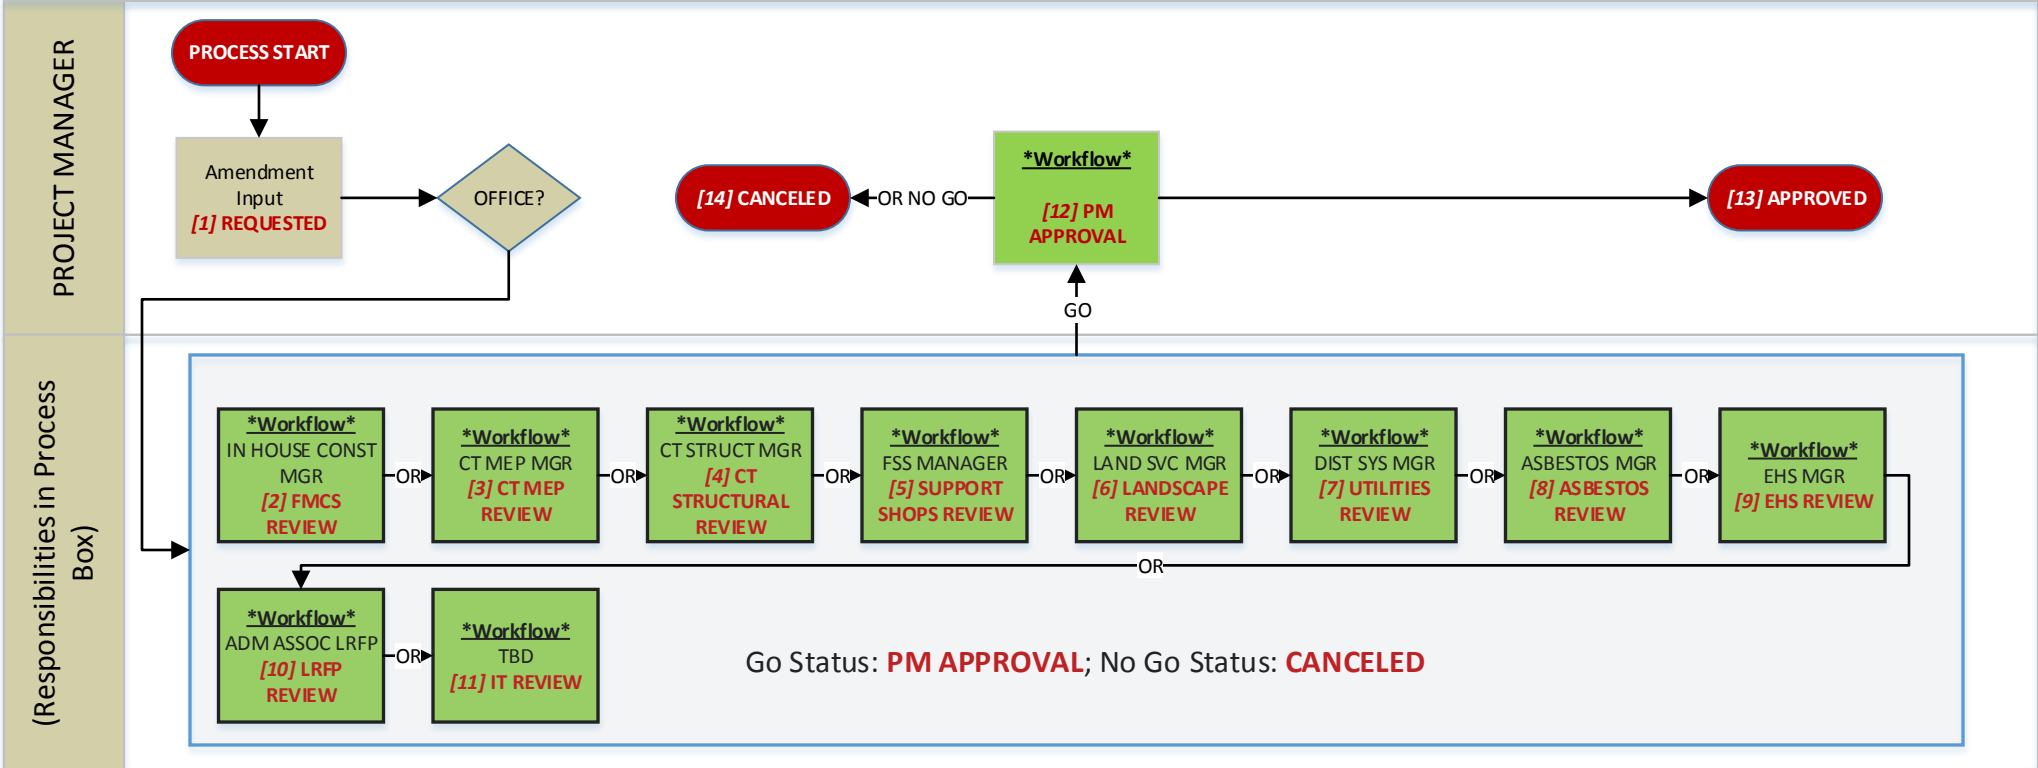 PROJECT MANAGER
PROCESS START
Amendment
Input
[1] REQUESTED
OFFICE?
[14] CANCELED
OR NO GO
*Workflow*
[12] PM
APPROVAL
[13] APPROVED
GO
(Responsibilities in Process
Box)
*Workflow*
IN HOUSE CONST
MGR
[2] FMCS
REVIEW
OR
*Workflow*
CT MEP MGR
[3] CT MEP
REVIEW
OR
*Workflow*
CT STRUCT MGR
[4] CT
STRUCTURAL
REVIEW
OR
*Workflow*
FSS MANAGER
[5] SUPPORT
SHOPS REVIEW
OR
*Workflow*
LAND SVC MGR
[6] LANDSCAPE
REVIEW
OR
*Workflow*
DIST SYS MGR
[7] UTILITIES
REVIEW
OR
*Workflow*
ASBESTOS MGR
[8] ASBESTOS
REVIEW
OR
*Workflow*
EHS MGR
[9] EHS REVIEW
OR
*Workflow*
ADM ASSOC LRFP
[10] LRFP
REVIEW
OR
*Workflow*
TBD
[11] IT REVIEW
Go Status: PM APPROVAL; No Go Status: CANCELED